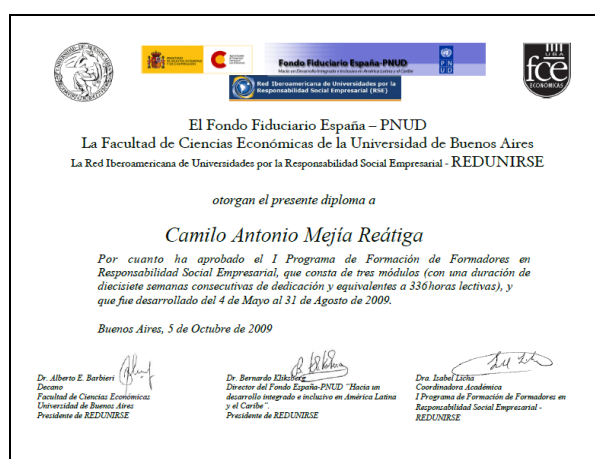 Fondo Fiduciario España-PNUD
Hacia un Desarrollo Integrado e Inclusivo en América Latina y el Caribe
P N
U D
UBA
fce
ECONÓMICAS
Red Iberoamericana de Universidades por la
Responsabilidad Social Empresarial (RSE)
El Fondo Fiduciario España – PNUD
La Facultad de Ciencias Económicas de la Universidad de Buenos Aires
La Red Iberoamericana de Universidades por la Responsabilidad Social Empresarial - REDUNIRSE
otorgan el presente diploma a
Camilo Antonio Mejía Reátiga
Por cuanto ha aprobado el I Programa de Formación de Formadores en
Responsabilidad Social Empresarial, que consta de tres módulos (con una duración de
diecisiete semanas consecutivas de dedicación y equivalentes a 336horas lectivas), y
que fue desarrollado del 4 de Mayo al 31 de Agosto de 2009.
Buenos Aires, 5 de Octubre de 2009
Dr. Alberto E. Barbieri
Decano
Facultad de Ciencias Económicas
Universidad de Buenos Aires
Presidente de REDUNIRSE
Dr. Bernardo Kliksberg
Director del Fondo España-PNUD "Hacia un
desarrollo integrado e inclusivo en América Latina
y el Caribe".
Presidente de REDUNIRSE
Dra. Isabel Licha
Coordinadora Académica
I Programa de Formación de Formadores en
Responsabilidad Social Empresarial -
REDUNIRSE